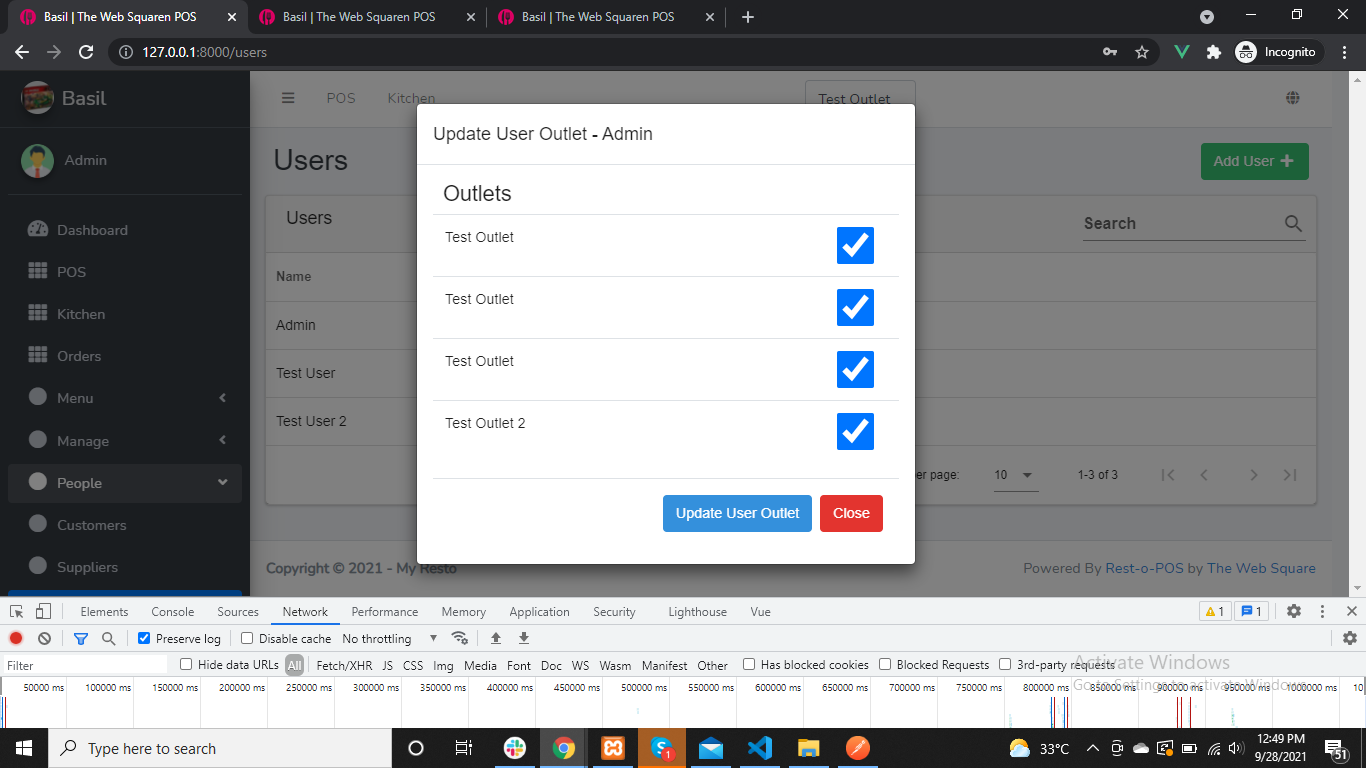 Basil | The Web Squaren POS
Basil | The Web Squaren POS
Basil | The Web Squaren POS
127.0.0.1:8000/users
Incognito
Basil
POS
Kitchen
Test Outlet
Admin
Users
Add User
Dashboard
POS
Kitchen
Orders
Menu
Manage
People
Customers
Suppliers
Users
Search
Name
Admin
Test User
Test User 2
er page:
10
1-3 of 3
Update User Outlet - Admin
Outlets
Test Outlet
Test Outlet
Test Outlet
Test Outlet 2
Update User Outlet
Close
Copyright © 2021 - My Resto
Powered By Rest-o-POS by The Web Square
Elements Console Sources Network Performance Memory Application Security Lighthouse Vue
1
1
Preserve log
Disable cache
No throttling
Filter
Hide data URLs
All
Fetch/XHR JS CSS Img Media Font Doc WS Wasm Manifest Other
Has blocked cookies
Blocked Requests
3rd-party requests
Activate Windows
Go to Settings to activate Windows.
50000 ms 100000 ms 150000 ms 200000 ms 250000 ms 300000 ms 350000 ms 400000 ms 450000 ms 500000 ms 550000 ms 600000 ms 650000 ms 700000 ms 750000 ms 800000 ms 850000 ms 900000 ms 950000 ms 1000000 ms 10
Type here to search
1
33°C
12:49 PM
9/28/2021
51